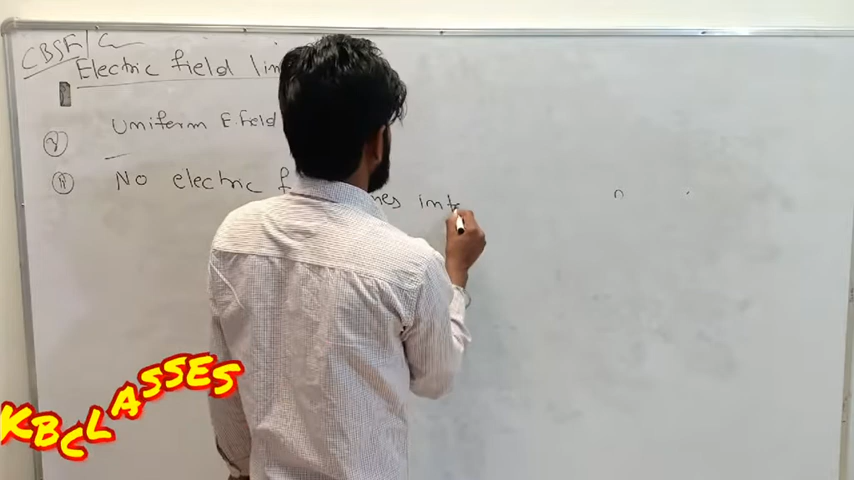 CBSE
Electric field lin
Uniform E.Field
No electric f nes int
KBCLASSES